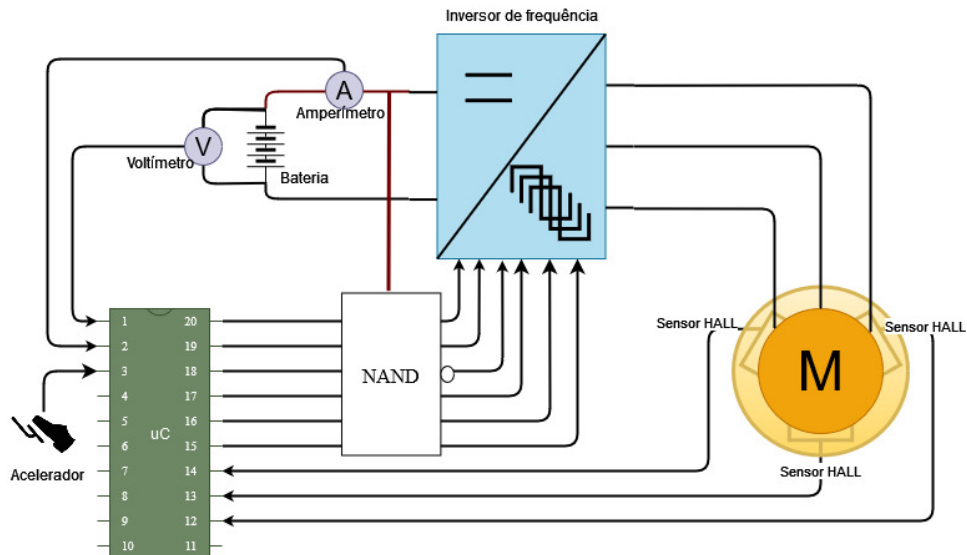 Inversor de frequência
A
Amperímetro
V
Voltímetro
Bateria
1 20
2 19
3 18
4 17
5 16
6 15
7 14
8 13
9 12
10 11
uC
NAND
Acelerador
Sensor HALL
Sensor HALL
M
Sensor HALL